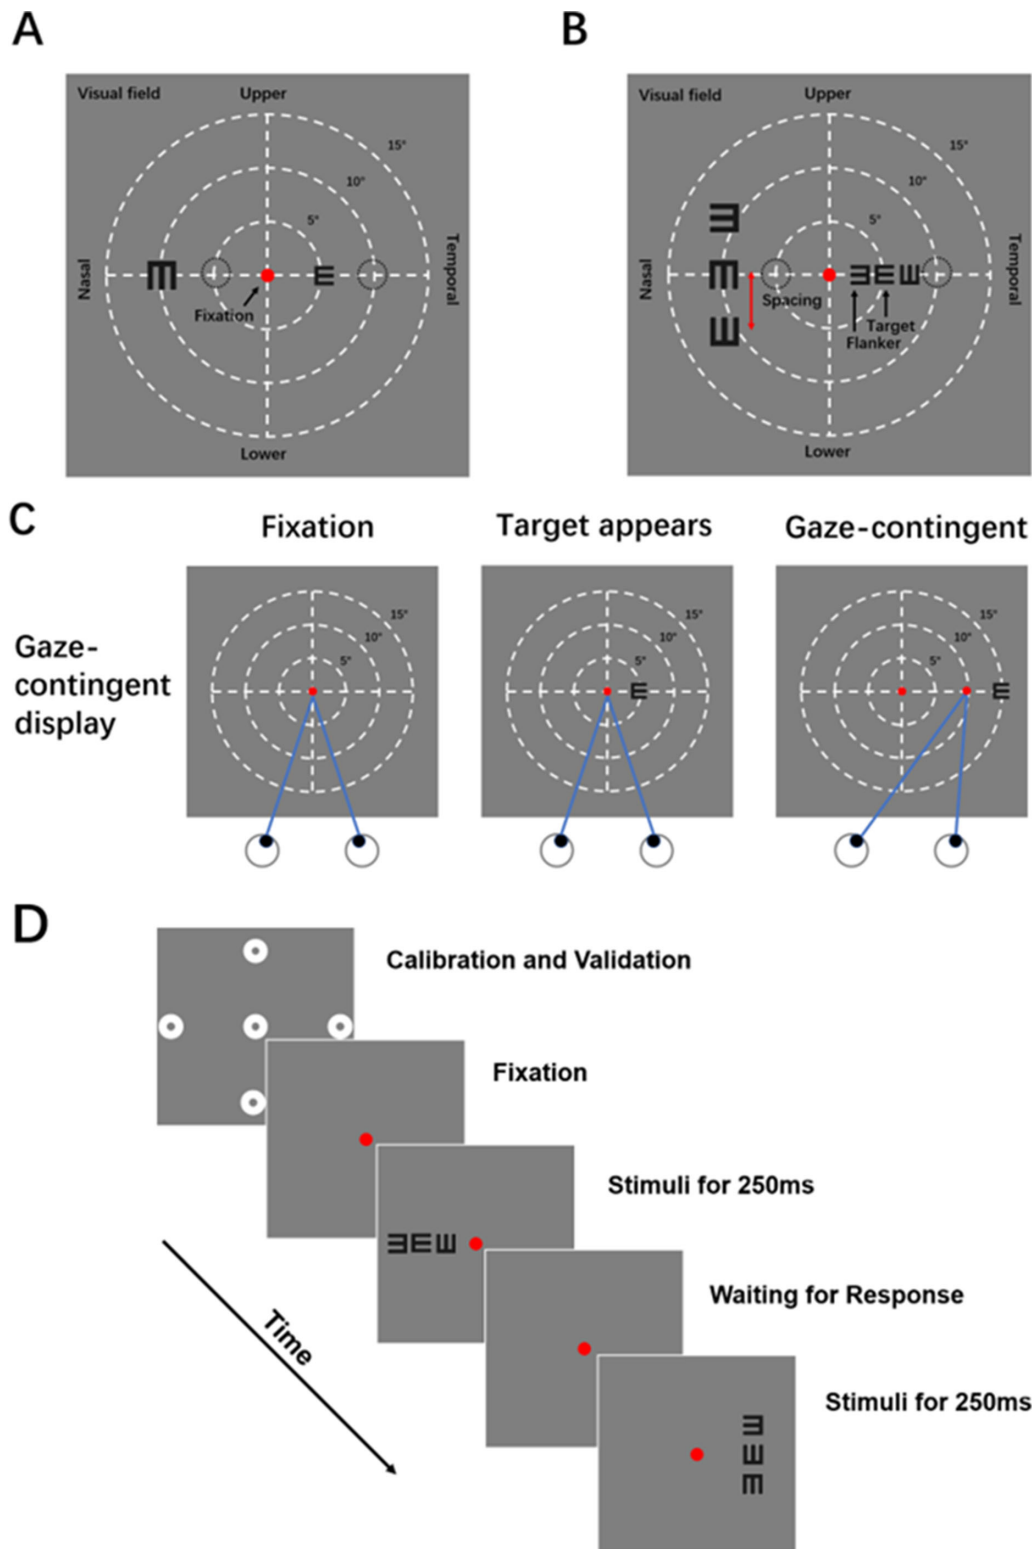 A
B
Visual field
Upper
15°
10°
5°
Nasal
Temporal
Fixation
Lower
Visual field
Upper
15°
10°
5°
Nasal
Temporal
Spacing
Target
Flanker
Lower
C
Fixation
Target appears
Gaze-contingent
Gaze-
contingent
display
15°
10°
5°
15°
10°
5°
15°
10°
5°
D
Calibration and Validation
Fixation
Stimuli for 250ms
Waiting for Response
Stimuli for 250ms
Time